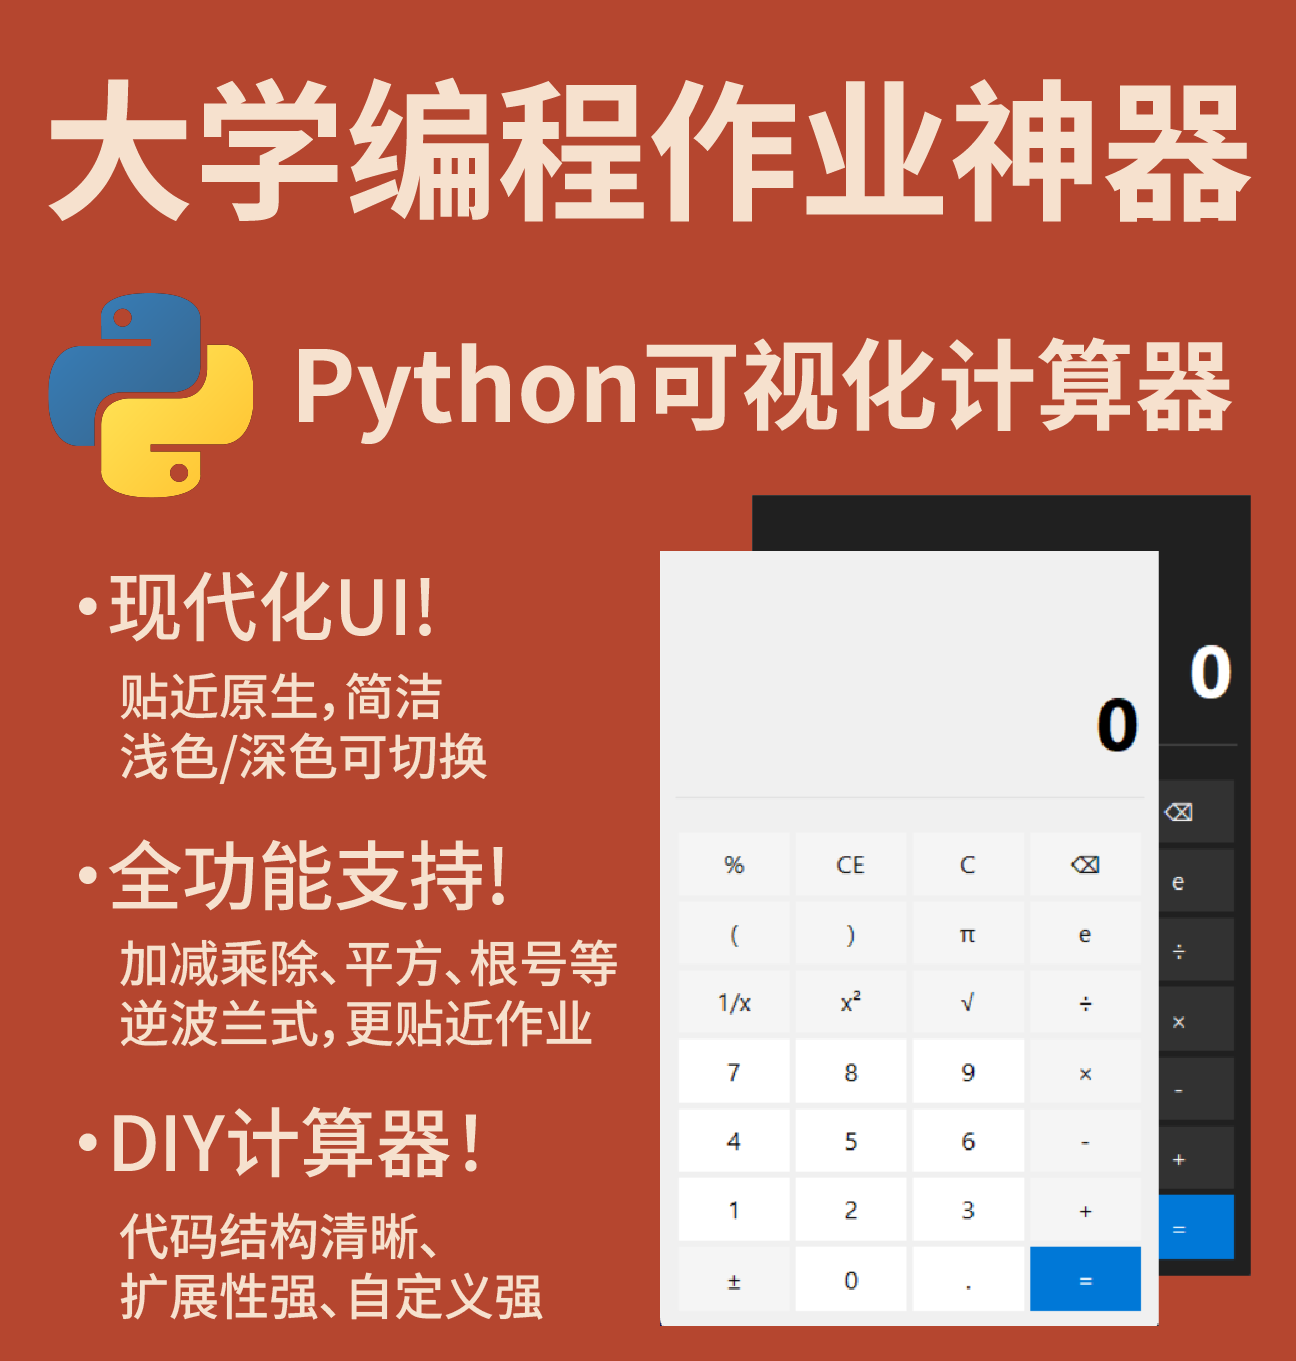 大学编程作业神器
Python可视化计算器
•现代化UI!
贴近原生,简洁
浅色/深色可切换
•全功能支持!
加减乘除、平方、根号等
逆波兰式,更贴近作业
•DIY计算器!
代码结构清晰、
扩展性强、自定义强
0
0
% CE C ⌫
( ) π e
1/x x² √ ÷
7 8 9 ×
4 5 6 -
1 2 3 +
± 0 . =
⌫
e
÷
×
-
+
=